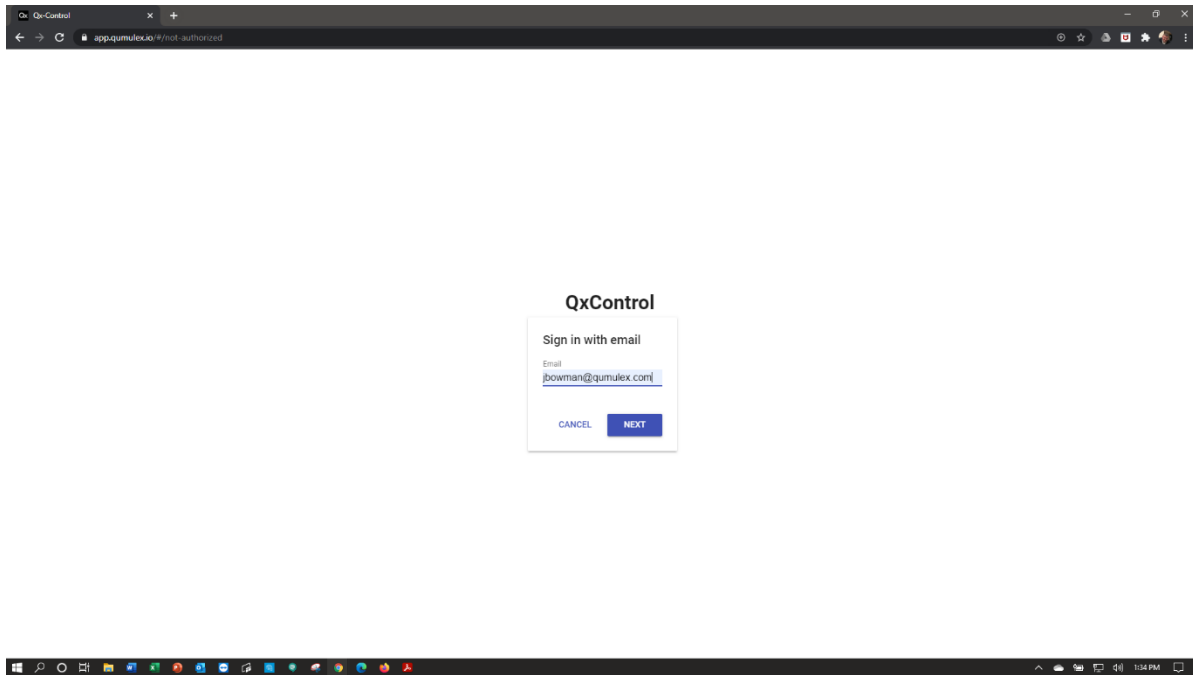 Qx Qx-Control
app.qumulex.io/#/not-authorized
QxControl
Sign in with email
Email
jbowman@qumulex.com
CANCEL NEXT
1:34 PM